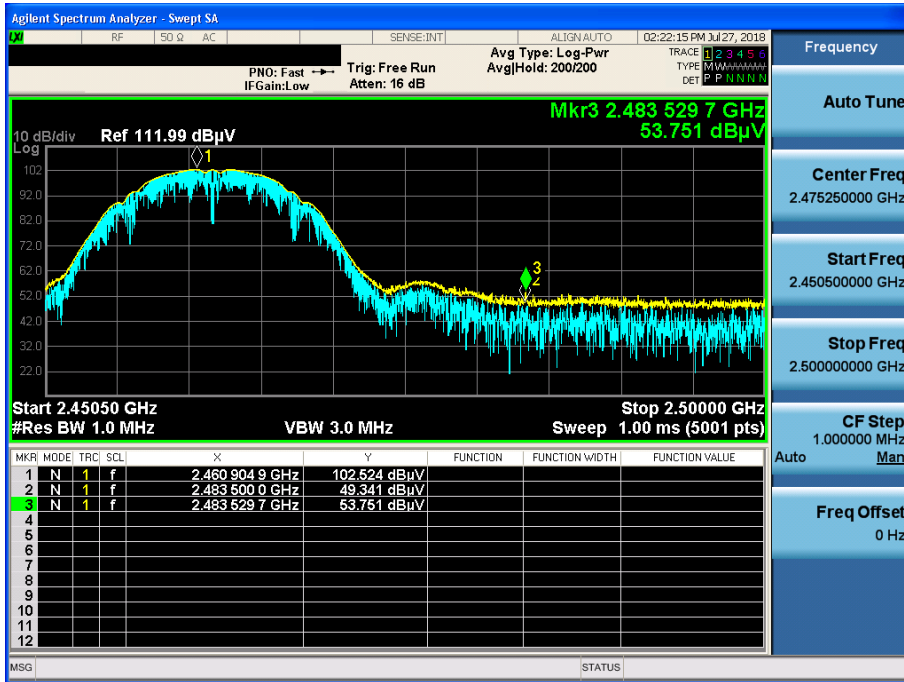 Agilent Spectrum Analyzer - Swept SA
LXI RF 50 Ω AC SENSE:INT ALIGN AUTO 02:22:15 PM Jul 27, 2018
Frequency
PNO: Fast
IFGain:Low
Trig: Free Run
Atten: 16 dB
Avg Type: Log-Pwr
Avg|Hold: 200/200
TRACE 1 2 3 4 5 6
TYPE MWWWWW
DET P P N N N N
Auto Tune
Mkr3 2.483 529 7 GHz
53.751 dBµV
10 dB/div Ref 111.99 dBµV
Log
102
92.0
82.0
72.0
62.0
52.0
42.0
32.0
22.0
1
3
2
Center Freq
2.475250000 GHz
Start Freq
2.450500000 GHz
Stop Freq
2.500000000 GHz
Start 2.45050 GHz Stop 2.50000 GHz
#Res BW 1.0 MHz VBW 3.0 MHz Sweep 1.00 ms (5001 pts)
CF Step
1.000000 MHz
Auto Man
MKR MODE TRC SCL X Y FUNCTION FUNCTION WIDTH FUNCTION VALUE
1 N 1 f 2.460 904 9 GHz 102.524 dBµV
2 N 1 f 2.483 500 0 GHz 49.341 dBµV
3 N 1 f 2.483 529 7 GHz 53.751 dBµV
4
5
6
7
8
9
10
11
12
Freq Offset
0 Hz
MSG STATUS